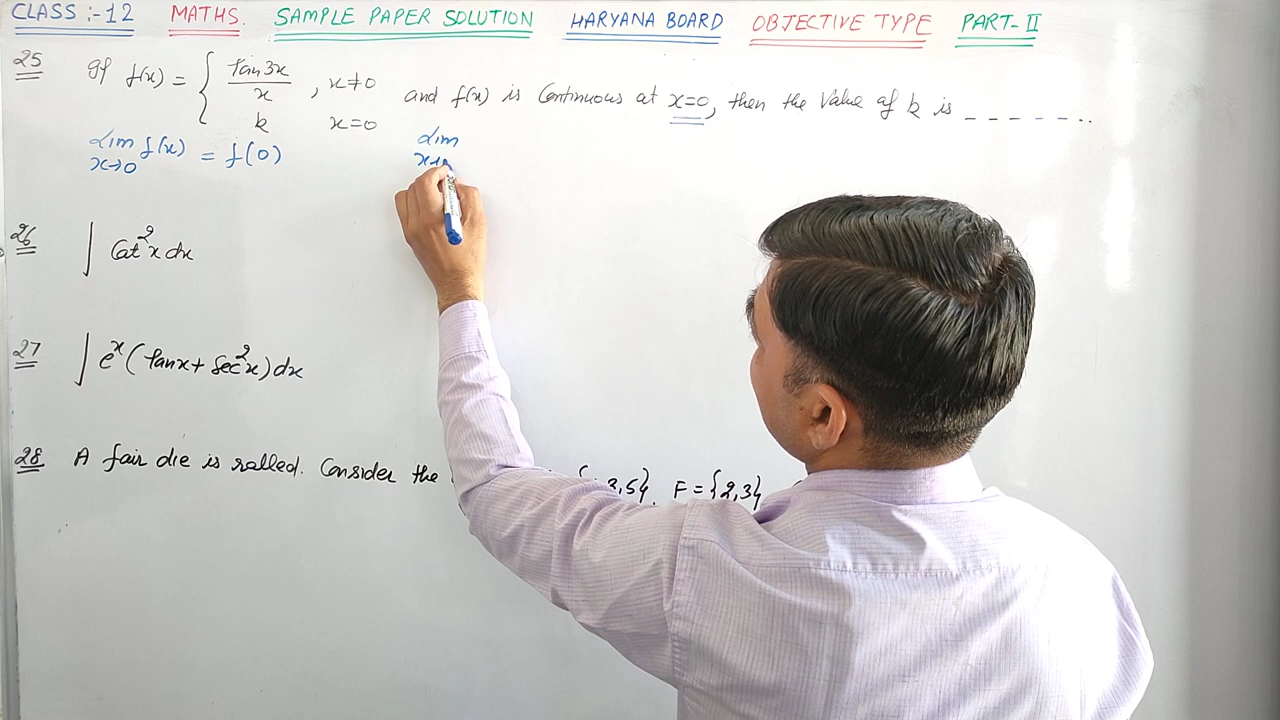 CLASS :- 12 MATHS. SAMPLE PAPER SOLUTION HARYANA BOARD OBJECTIVE TYPE PART-II
25 If f(x) = { tan3x / x , x≠0
k x=0
and f(x) is Continuous at x=0, then the Value of k is _ _ _ _ _ _ . .
lim x→0 f(x) = f(0) lim x→
26 ∫ Cot²x dx
27 ∫ eˣ (tanx + Sec²x) dx
28 A fair die is rolled. Consider the 3,5} F = {2,3}